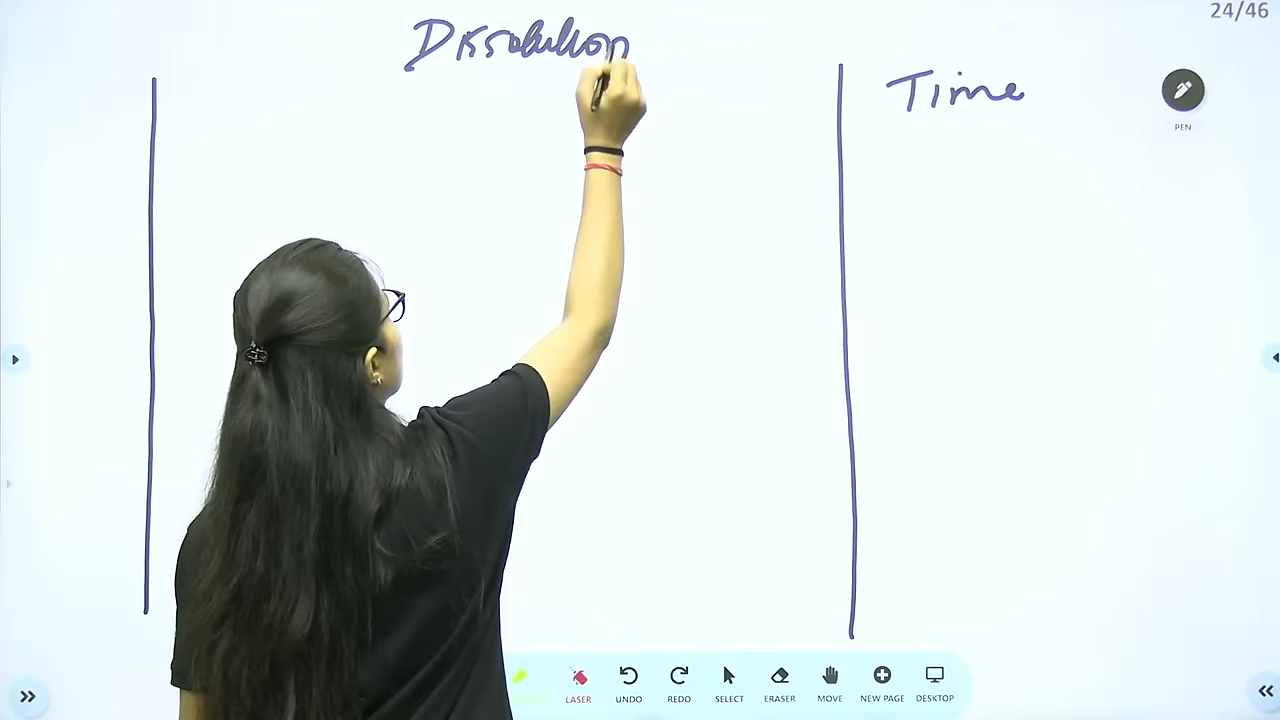 24/46
Dissolution
Time
PEN
LASER
UNDO
REDO
SELECT
ERASER
MOVE
NEW PAGE
DESKTOP